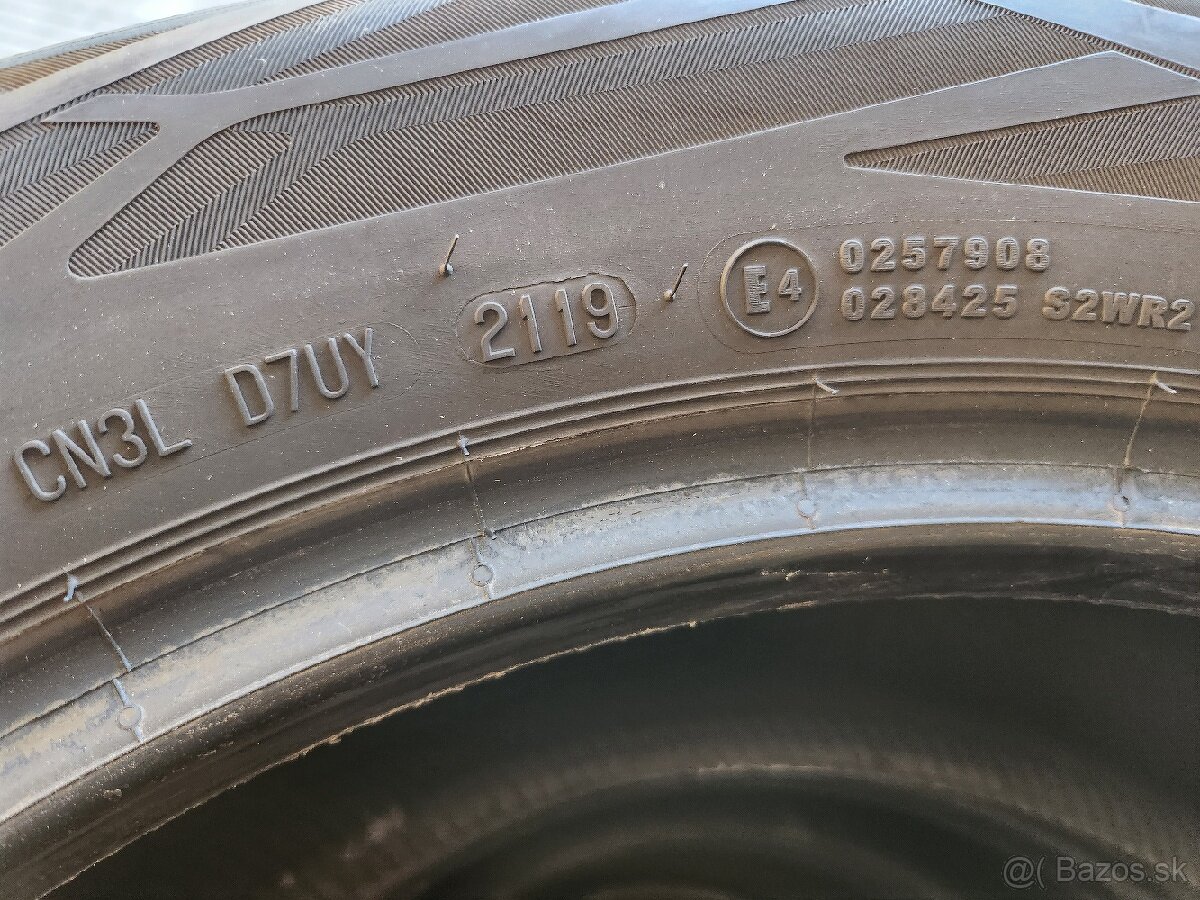 CN3L D7UY 2119
E4
0257908
028425 S2WR2
@( Bazos.sk